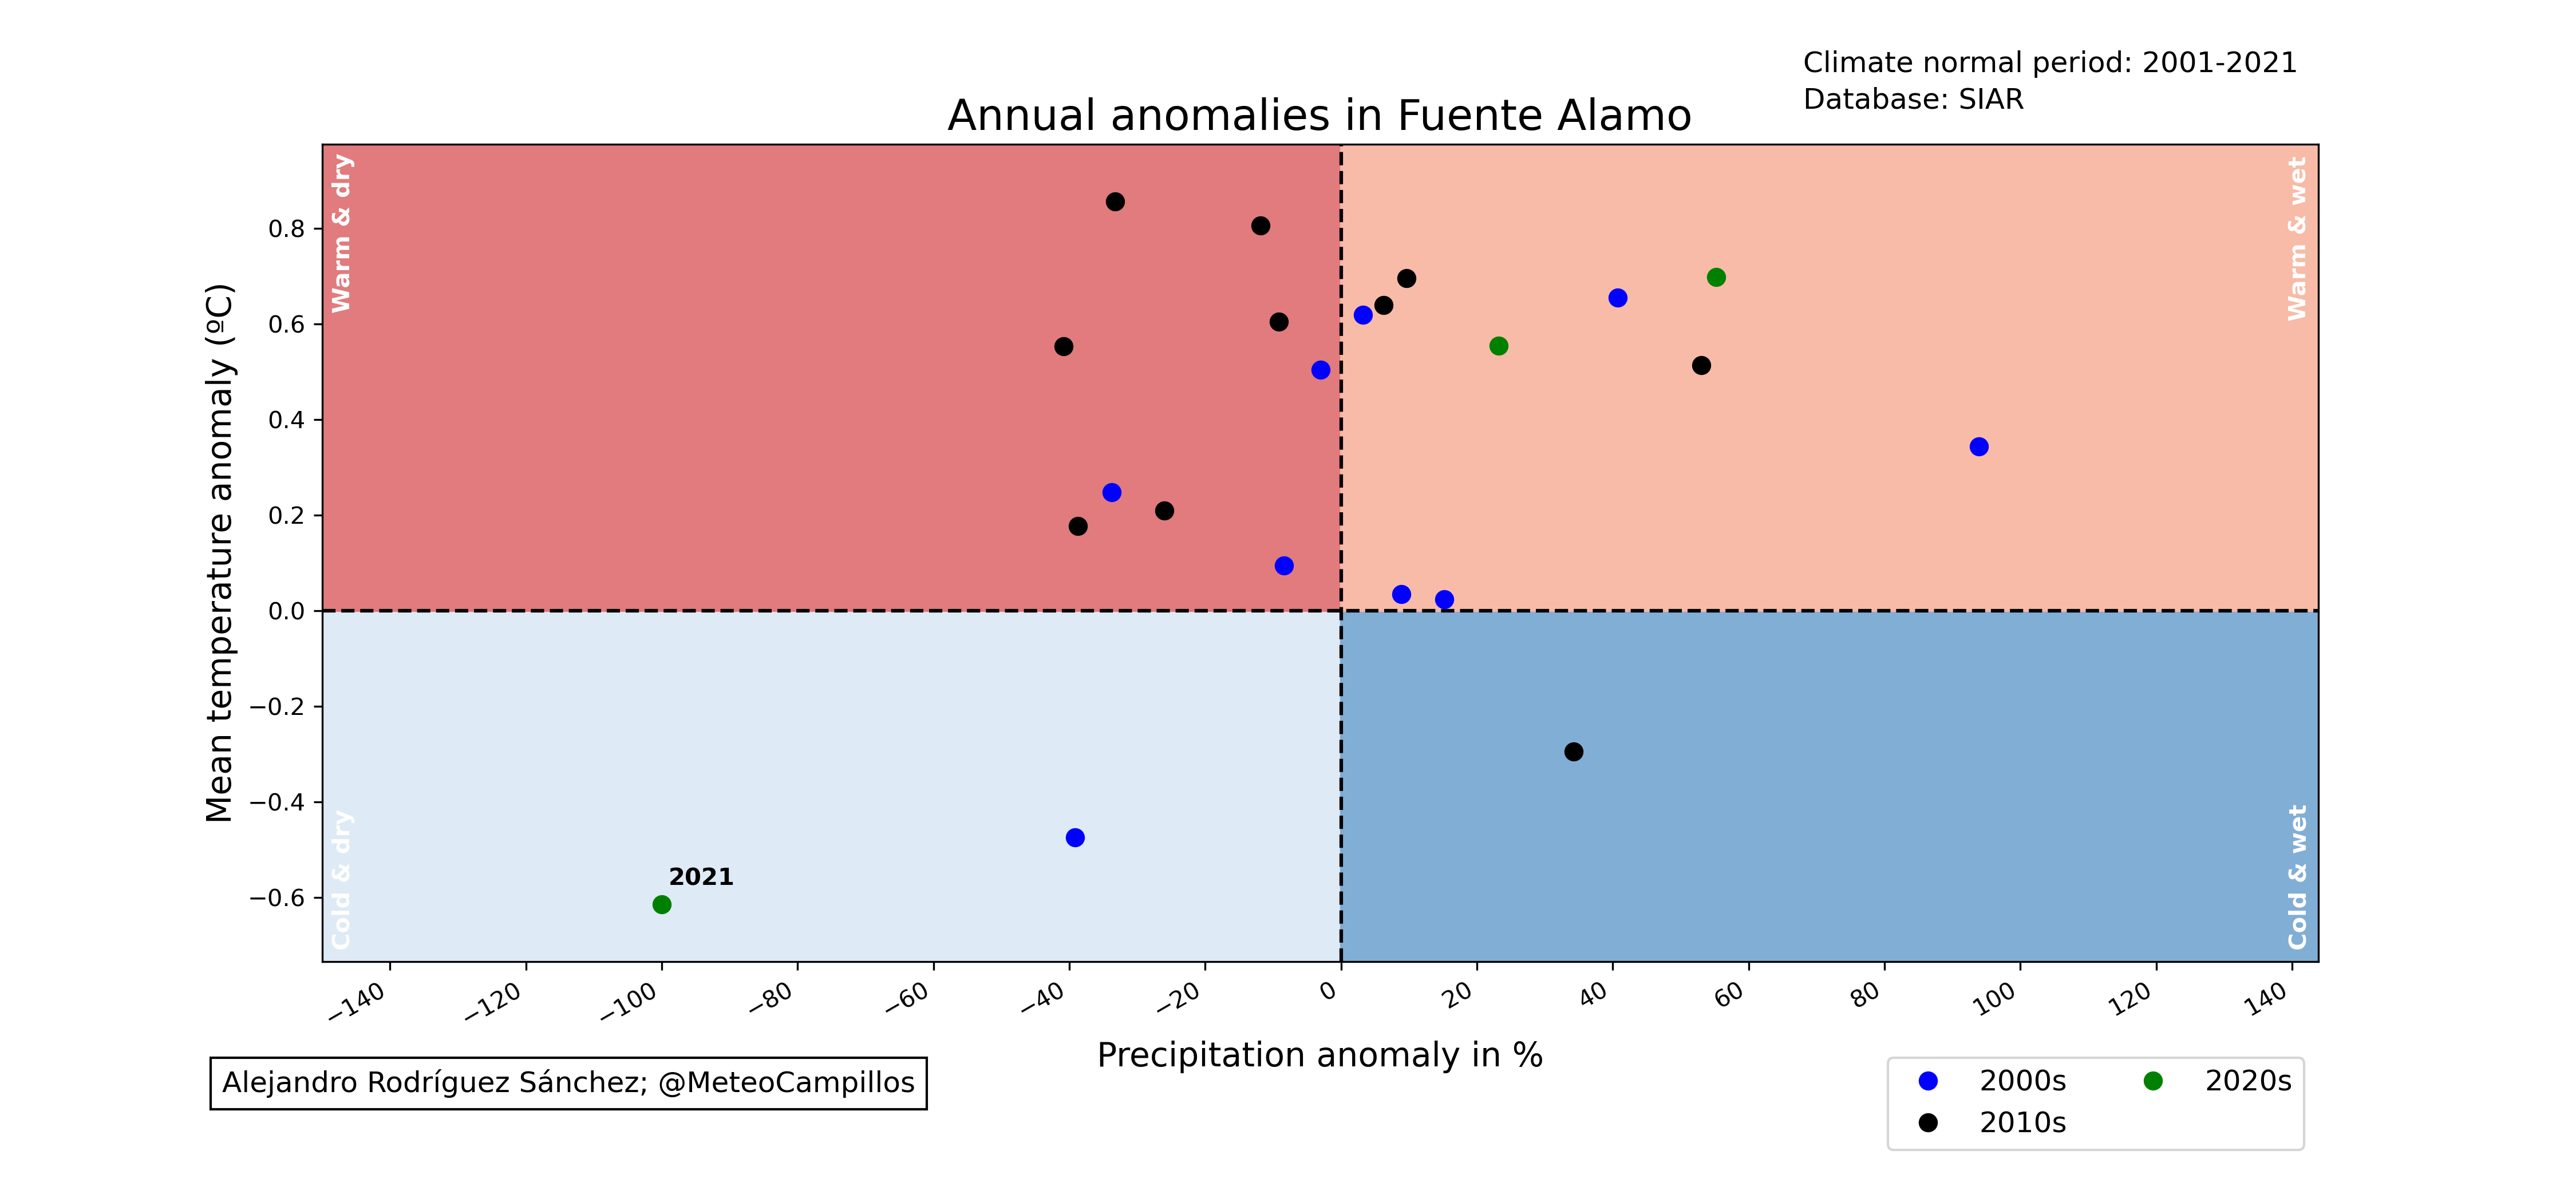 Climate normal period: 2001-2021
Database: SIAR
Annual anomalies in Fuente Alamo
Warm & dry
Warm & wet
Mean temperature anomaly (ºC)
0.8
0.6
0.4
0.2
0.0
−0.2
−0.4
−0.6
2021
Cold & dry
Cold & wet
−140 −120 −100 −80 −60 −40 −20 0 20 40 60 80 100 120 140
Precipitation anomaly in %
Alejandro Rodríguez Sánchez; @MeteoCampillos
2000s 2020s
2010s